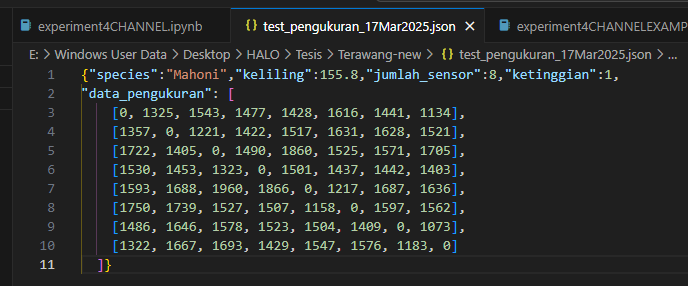 experiment4CHANNEL.ipynb {} test_pengukuran_17Mar2025.json × experiment4CHANNELEXAMP
E: > Windows User Data > Desktop > HALO > Tesis > Terawang-new > {} test_pengukuran_17Mar2025.json > ...
1 {"species":"Mahoni","keliling":155.8,"jumlah_sensor":8,"ketinggian":1,
2 "data_pengukuran": [
3 [0, 1325, 1543, 1477, 1428, 1616, 1441, 1134],
4 [1357, 0, 1221, 1422, 1517, 1631, 1628, 1521],
5 [1722, 1405, 0, 1490, 1860, 1525, 1571, 1705],
6 [1530, 1453, 1323, 0, 1501, 1437, 1442, 1403],
7 [1593, 1688, 1960, 1866, 0, 1217, 1687, 1636],
8 [1750, 1739, 1527, 1507, 1158, 0, 1597, 1562],
9 [1486, 1646, 1578, 1523, 1504, 1409, 0, 1073],
10 [1322, 1667, 1693, 1429, 1547, 1576, 1183, 0]
11 ]}